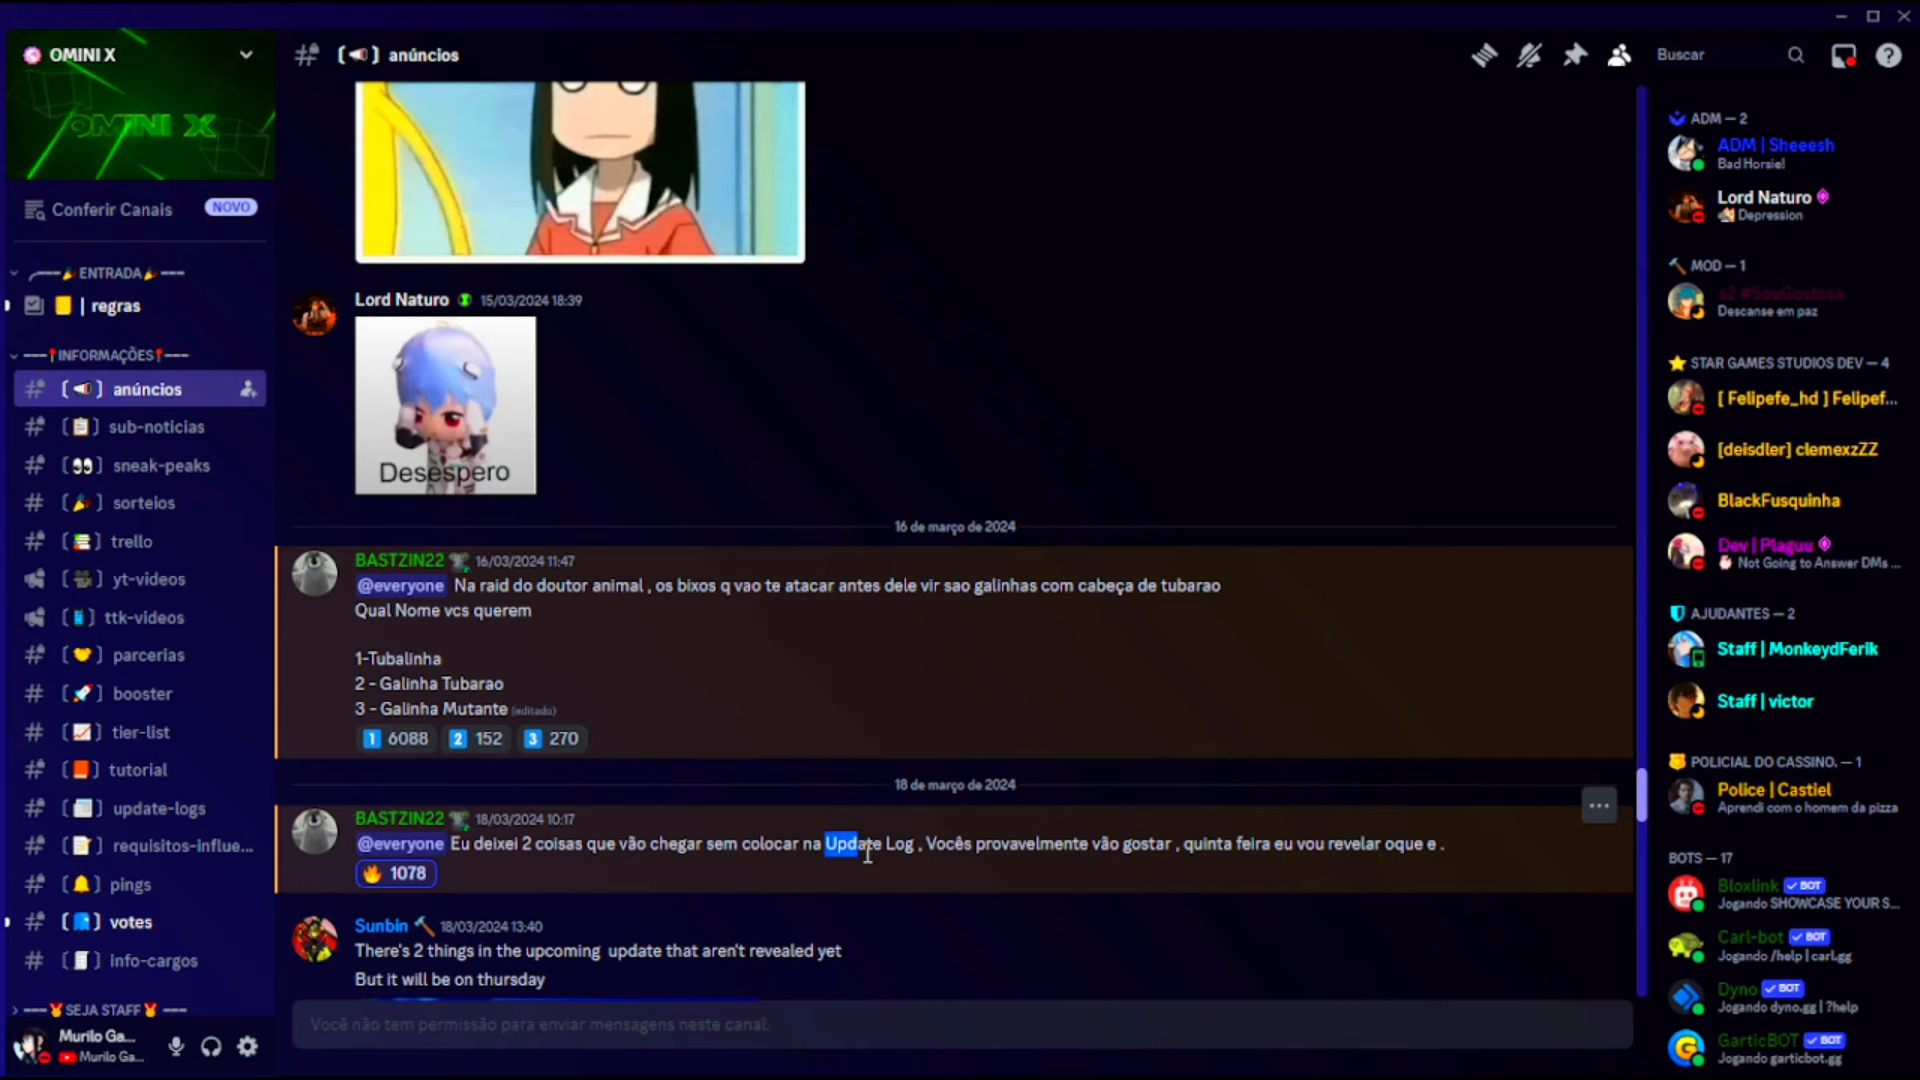 OMINI X
OMINI X
Conferir Canais
NOVO
ENTRADA
| regras
INFORMAÇÕES
anúncios
sub-noticias
sneak-peaks
sorteios
trello
yt-videos
ttk-videos
parcerias
booster
tier-list
tutorial
update-logs
requisitos-influe...
pings
votes
info-cargos
SEJA STAFF
Murilo Ga...
Murilo Ga...
anúncios
Buscar
Lord Naturo 15/03/2024 18:39
Desespero
16 de março de 2024
BASTZIN22 16/03/2024 11:47
@everyone Na raid do doutor animal , os bixos q vao te atacar antes dele vir sao galinhas com cabeça de tubarao
Qual Nome vcs querem
1-Tubalinha
2 - Galinha Tubarao
3 - Galinha Mutante (editado)
1 6088 2 152 3 270
18 de março de 2024
BASTZIN22 18/03/2024 10:17
@everyone Eu deixei 2 coisas que vão chegar sem colocar na Update Log , Vocês provavelmente vão gostar , quinta feira eu vou revelar oque e .
1078
Sunbin 18/03/2024 13:40
There's 2 things in the upcoming update that aren't revealed yet
But it will be on thursday
Você não tem permissão para enviar mensagens neste canal.
ADM — 2
ADM | Sheeesh
Bad Horsie!
Lord Naturo
Depression
MOD — 1
Descanse em paz
STAR GAMES STUDIOS DEV — 4
[ Felipefe_hd ] Felipef...
[deisdler] clemexzZZ
BlackFusquinha
Dev | Plaguu
Not Going to Answer DMs ...
AJUDANTES — 2
Staff | MonkeydFerik
Staff | victor
POLICIAL DO CASSINO. — 1
Police | Castiel
Aprendi com o homem da pizza
BOTS — 17
Bloxlink BOT
Jogando SHOWCASE YOUR S...
Carl-bot BOT
Jogando /help | carl.gg
Dyno BOT
Jogando dyno.gg | ?help
GarticBOT BOT
Jogando garticbot.gg